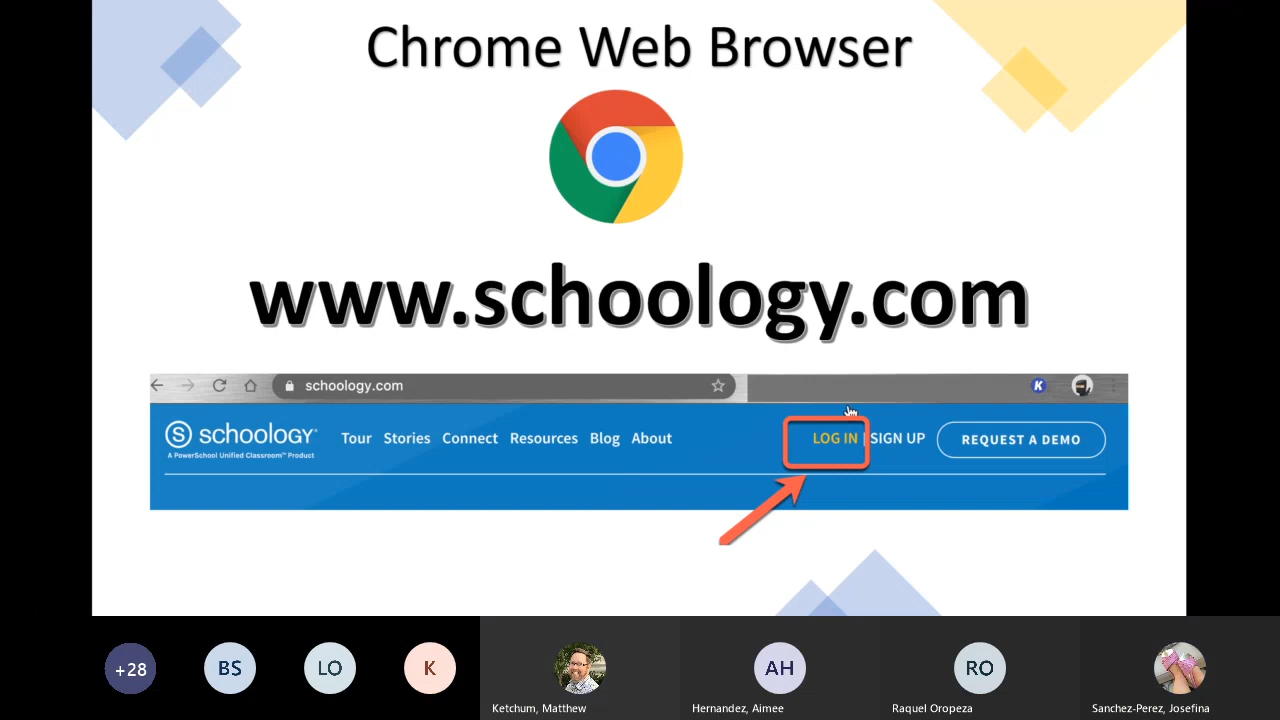 Chrome Web Browser
www.schoology.com
schoology.com K
S schoology Tour Stories Connect Resources Blog About LOG IN | SIGN UP REQUEST A DEMO
A PowerSchool Unified Classroom™ Product
+28 BS LO K AH RO
Ketchum, Matthew Hernandez, Aimee Raquel Oropeza Sanchez-Perez, Josefina